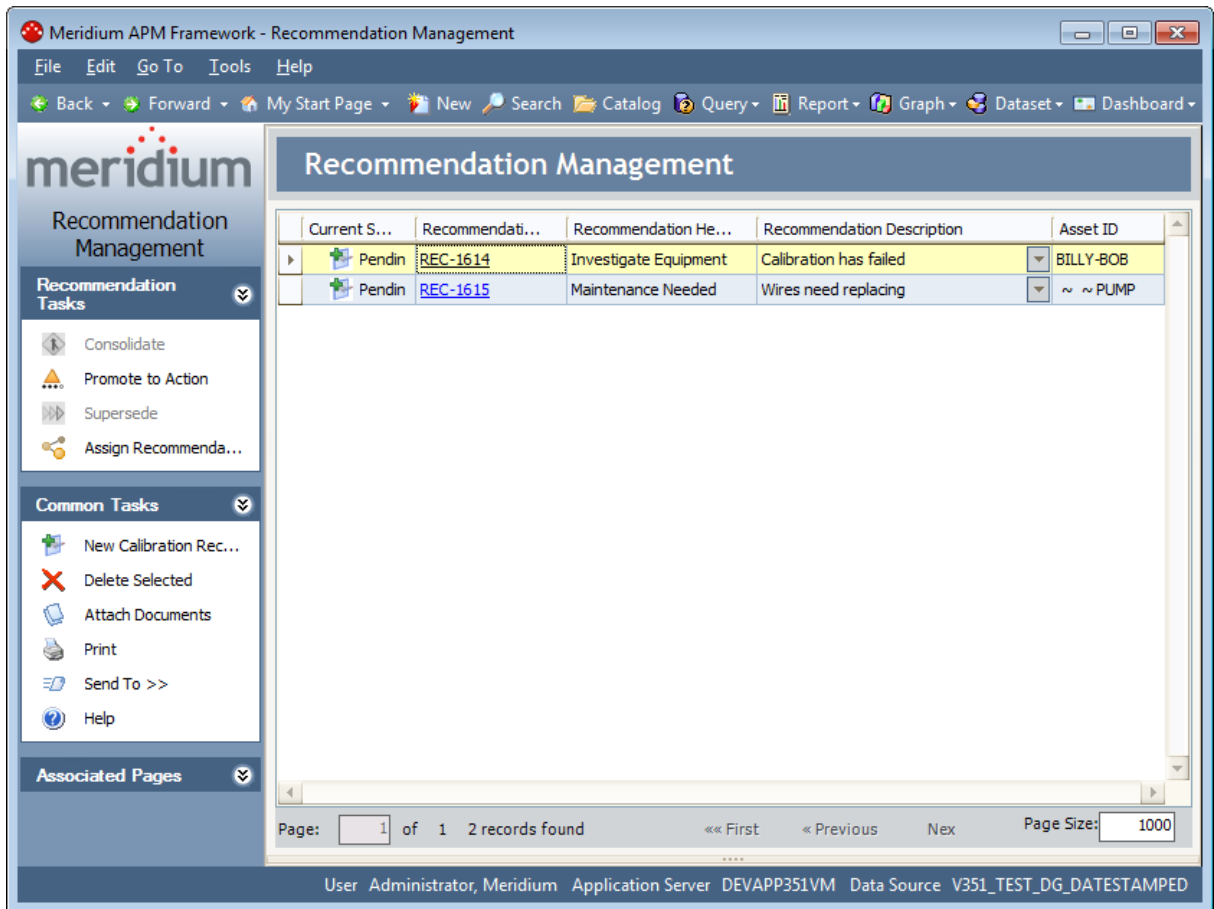 Meridium APM Framework - Recommendation Management
File Edit Go To Tools Help
Back Forward My Start Page New Search Catalog Query Report Graph Dataset Dashboard
meridium
Recommendation Management
Recommendation
Management
Recommendation
Tasks
Consolidate
Promote to Action
Supersede
Assign Recommenda...
Common Tasks
New Calibration Rec...
Delete Selected
Attach Documents
Print
Send To >>
Help
Associated Pages
Current S... Recommendati... Recommendation He... Recommendation Description Asset ID
Pendin REC-1614 Investigate Equipment Calibration has failed BILLY-BOB
Pendin REC-1615 Maintenance Needed Wires need replacing ~ ~ PUMP
Page: 1 of 1 2 records found «« First « Previous Nex Page Size: 1000
User Administrator, Meridium Application Server DEVAPP351VM Data Source V351_TEST_DG_DATESTAMPED